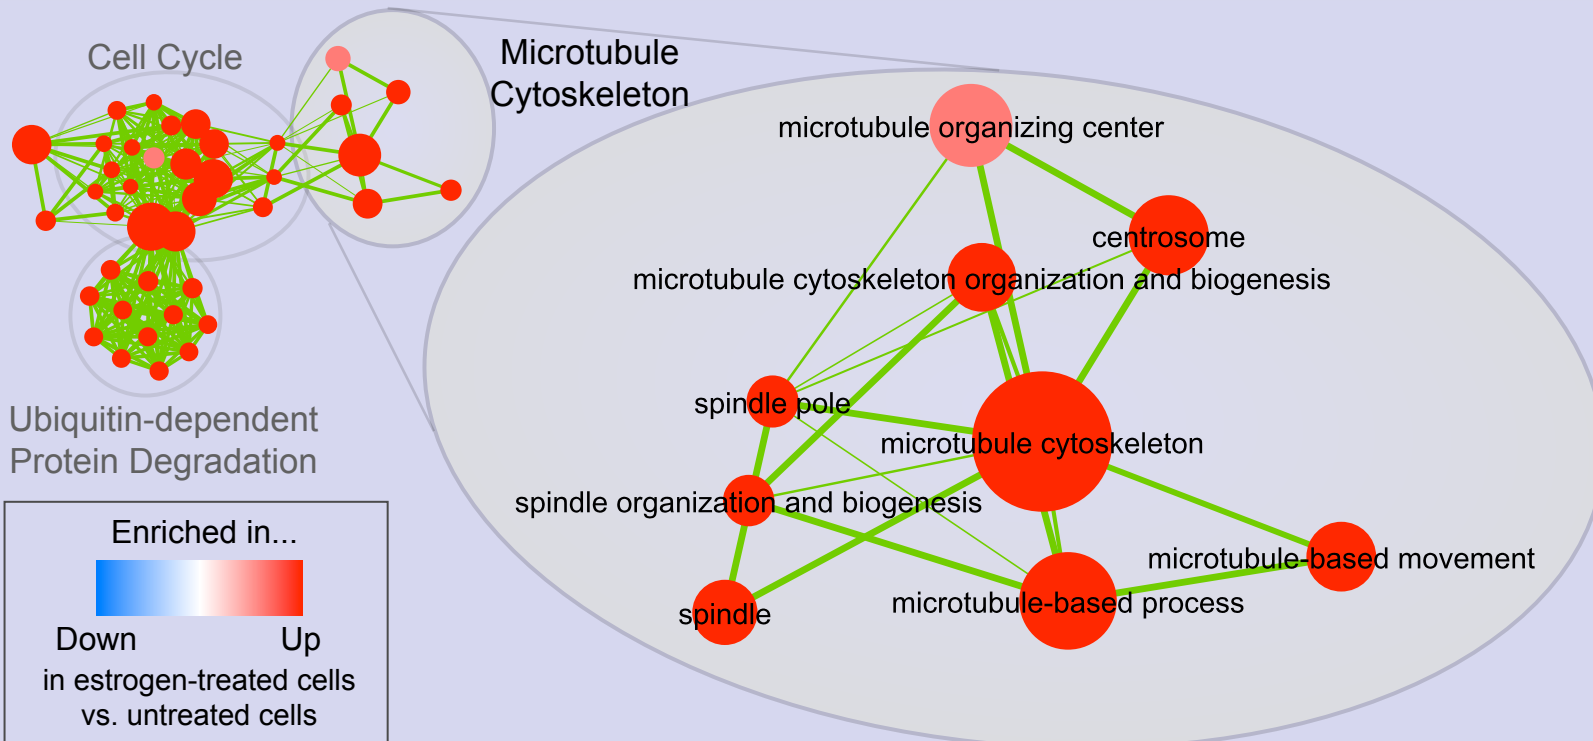 Cell Cycle
Microtubule
Cytoskeleton
microtubule organizing center
centrosome
microtubule cytoskeleton organization and biogenesis
spindle pole
microtubule cytoskeleton
spindle organization and biogenesis
microtubule-based movement
microtubule-based process
spindle
Ubiquitin-dependent
Protein Degradation
Enriched in...
Down Up
in estrogen-treated cells
vs. untreated cells